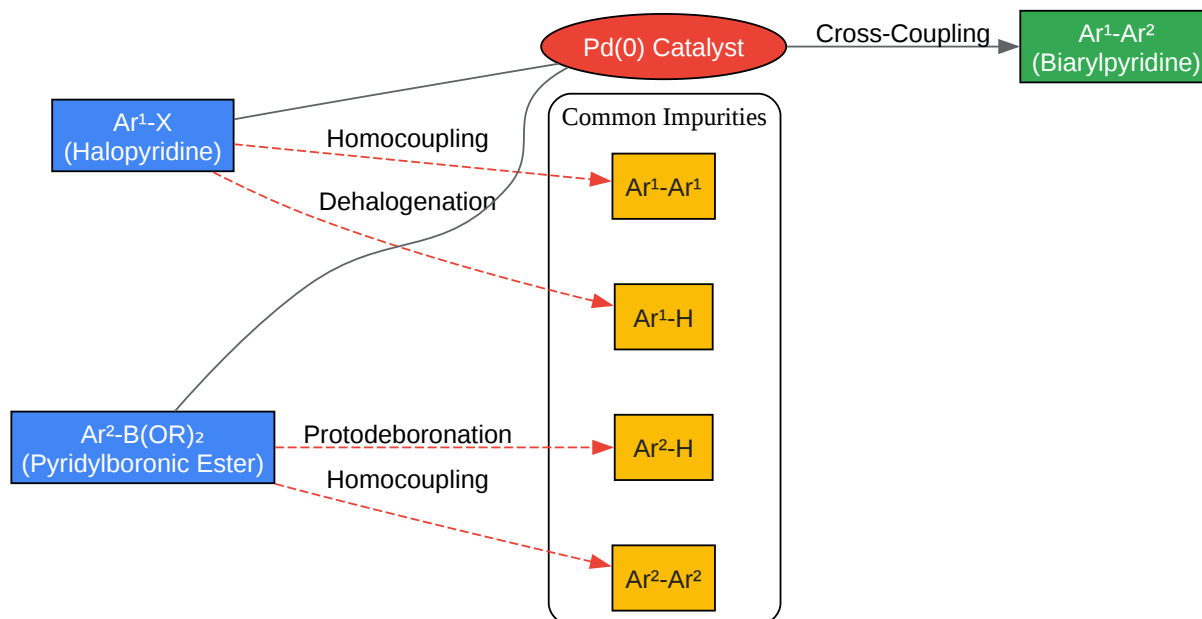 Pd(0) Catalyst
Cross-Coupling
Ar¹-Ar²
(Biarylpyridine)
Ar¹-X
(Halopyridine)
Common Impurities
Homocoupling
Ar¹-Ar¹
Dehalogenation
Ar¹-H
Ar²-B(OR)₂
(Pyridylboronic Ester)
Protodeboronation
Ar²-H
Homocoupling
Ar²-Ar²